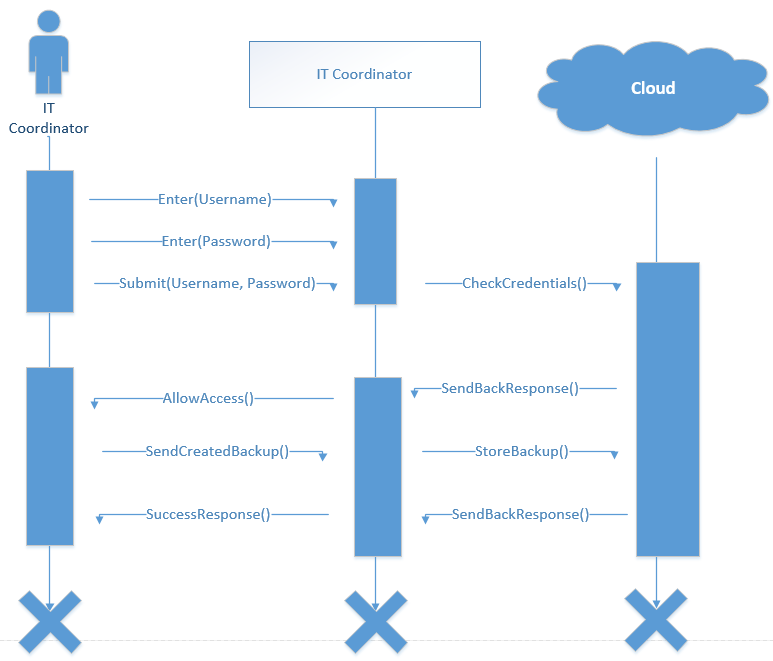 IT Coordinator
Cloud
IT
Coordinator
Enter(Username)
Enter(Password)
Submit(Username, Password)
CheckCredentials()
SendBackResponse()
AllowAccess()
SendCreatedBackup()
StoreBackup()
SuccessResponse()
SendBackResponse()